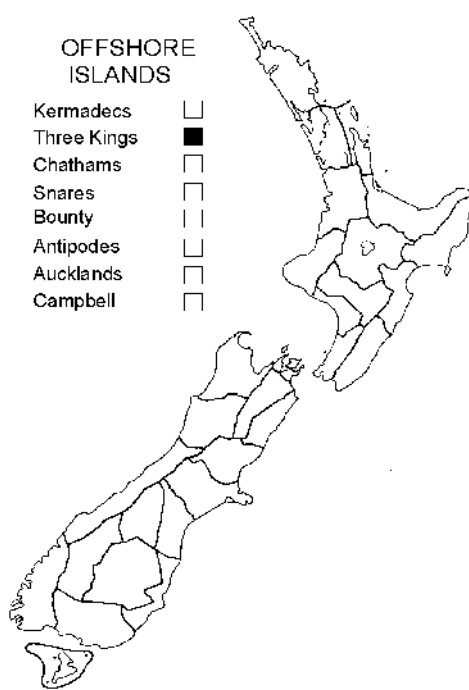 OFFSHORE
ISLANDS
Kermadecs
Three Kings
Chathams
Snares
Bounty
Antipodes
Aucklands
Campbell